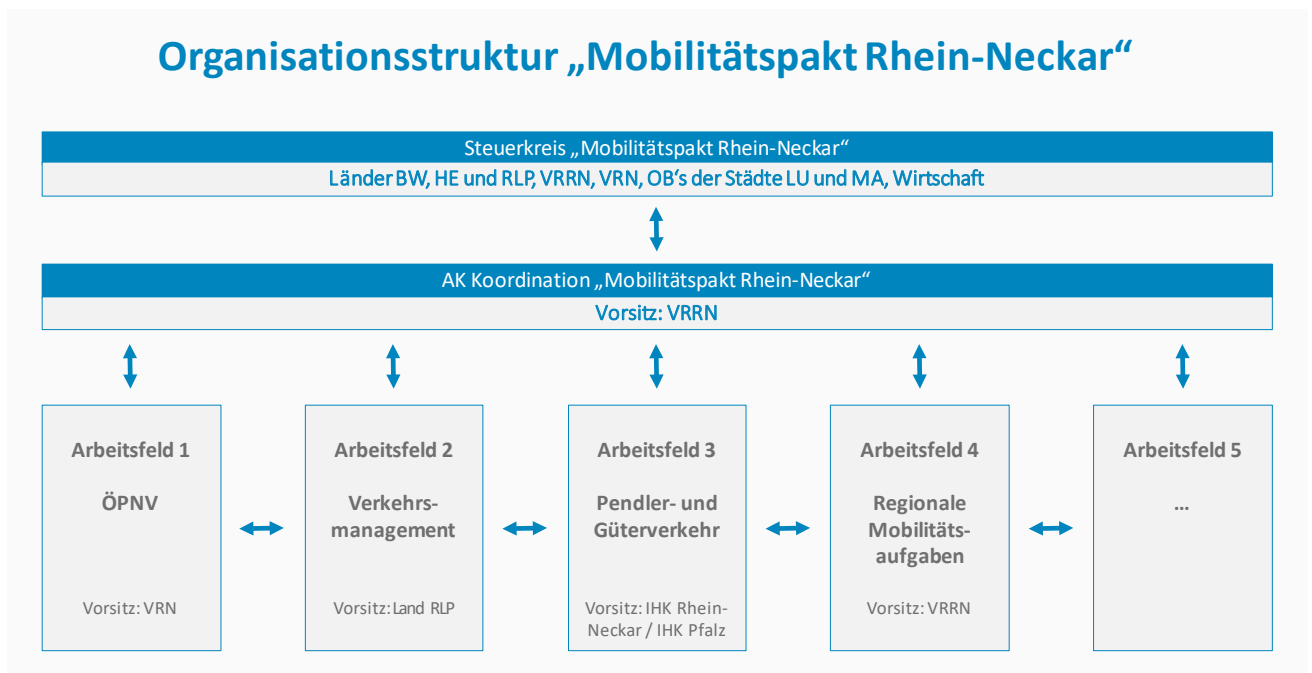 Organisationsstruktur „Mobilitätspakt Rhein-Neckar“
Steuerkreis „Mobilitätspakt Rhein-Neckar“
Länder BW, HE und RLP, VRRN, VRN, OB‘s der Städte LU und MA, Wirtschaft
AK Koordination „Mobilitätspakt Rhein-Neckar“
Vorsitz: VRRN
Arbeitsfeld 1
ÖPNV
Vorsitz: VRN
Arbeitsfeld 2
Verkehrs-
management
Vorsitz: Land RLP
Arbeitsfeld 3
Pendler- und
Güterverkehr
Vorsitz: IHK Rhein-
Neckar / IHK Pfalz
Arbeitsfeld 4
Regionale
Mobilitäts-
aufgaben
Vorsitz: VRRN
Arbeitsfeld 5
...